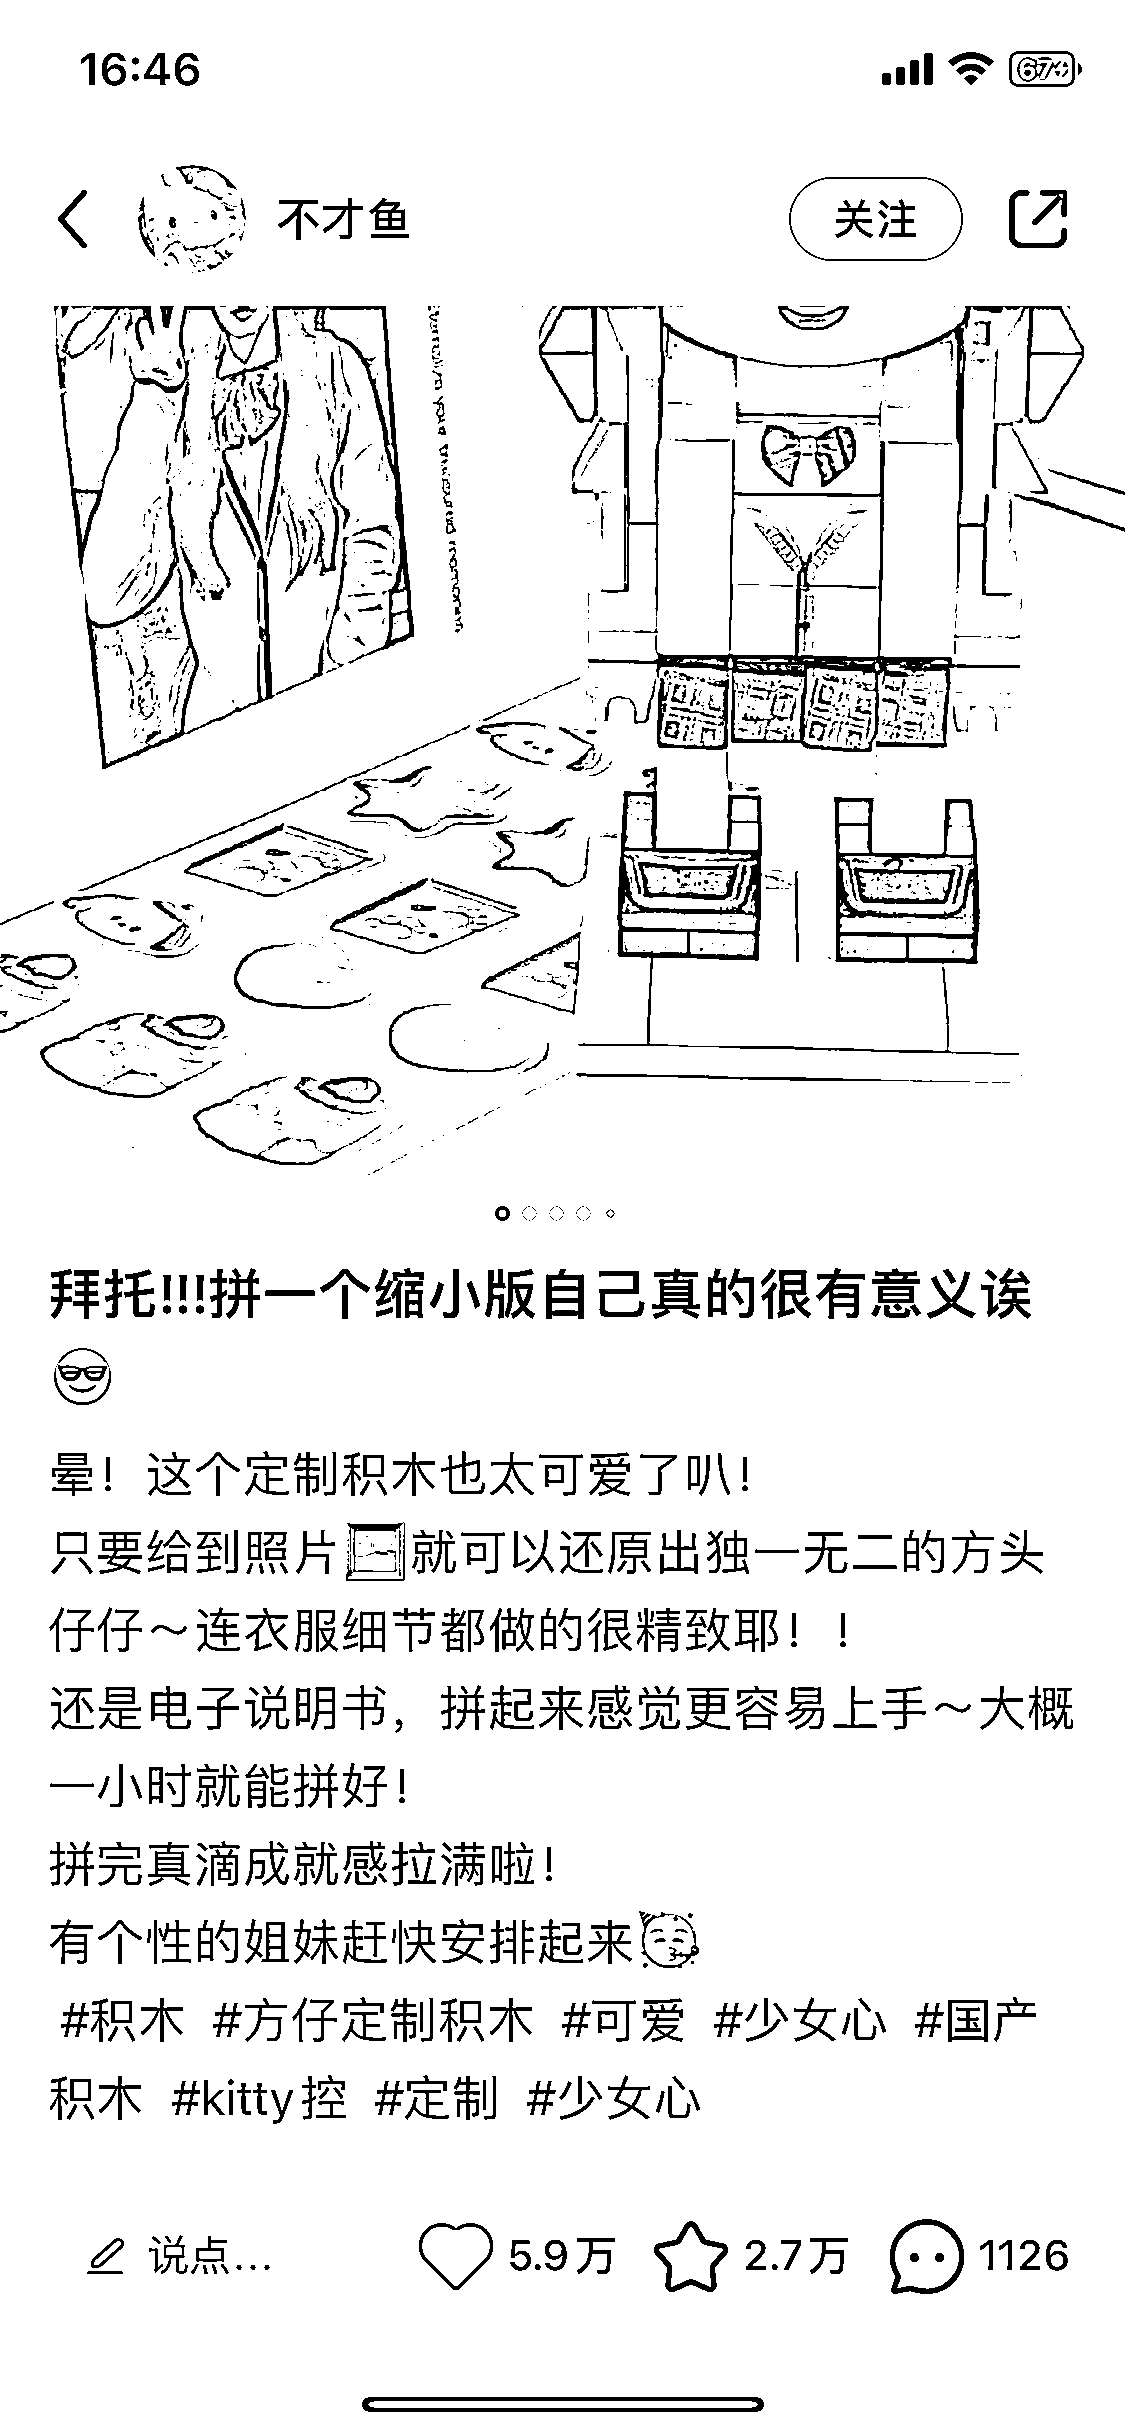 16:46
不才鱼
关注
拜托!!!拼一个缩小版自己真的很有意义诶
😎
晕！这个定制积木也太可爱了叭！
只要给到照片🖼️就可以还原出独一无二的方头
仔仔～连衣服细节都做的很精致耶！！
还是电子说明书，拼起来感觉更容易上手～大概
一小时就能拼好！
拼完真滴成就感拉满啦！
有个性的姐妹赶快安排起来🥳
#积木 #方仔定制积木 #可爱 #少女心 #国产
积木 #kitty控 #定制 #少女心
说点...
5.9万
2.7万
1126